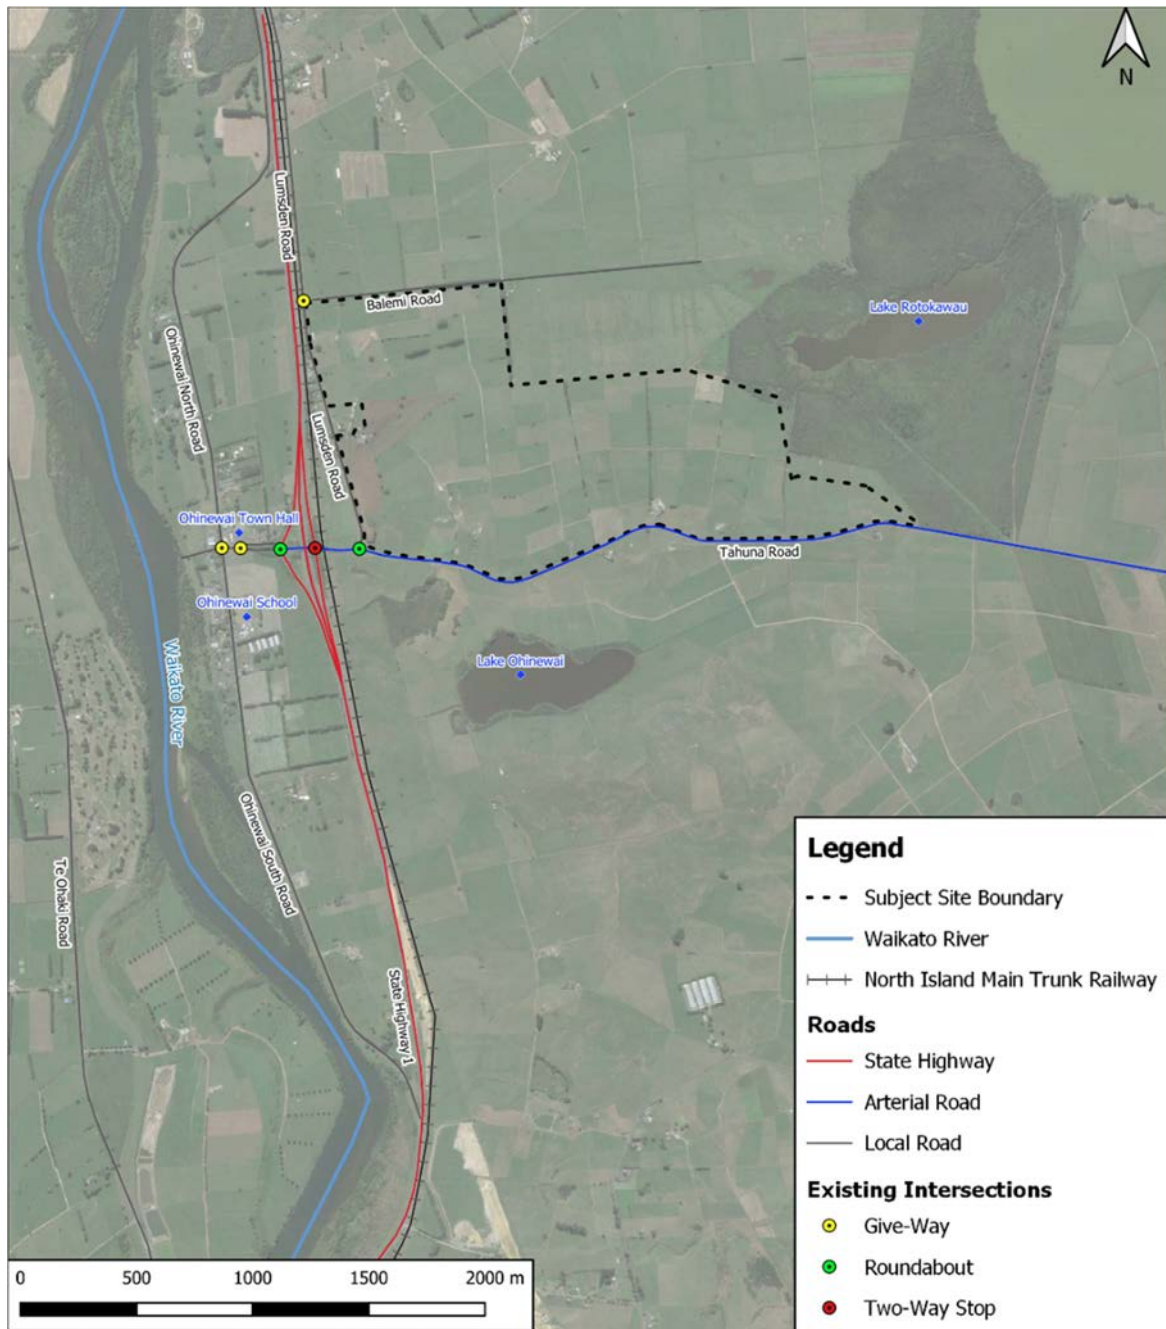 N
Lumsden Road
Balemi Road
Lake Rotokawau
Ohinewai North Road
Lumsden Road
Ohinewai Town Hall
Tahuna Road
Ohinewai School
Lake Ohinewai
Waikato River
Ohinewai South Road
Te Ohaki Road
State Highway 1
Legend
Subject Site Boundary
Waikato River
North Island Main Trunk Railway
Roads
State Highway
Arterial Road
Local Road
Existing Intersections
Give-Way
Roundabout
Two-Way Stop
0 500 1000 1500 2000 m